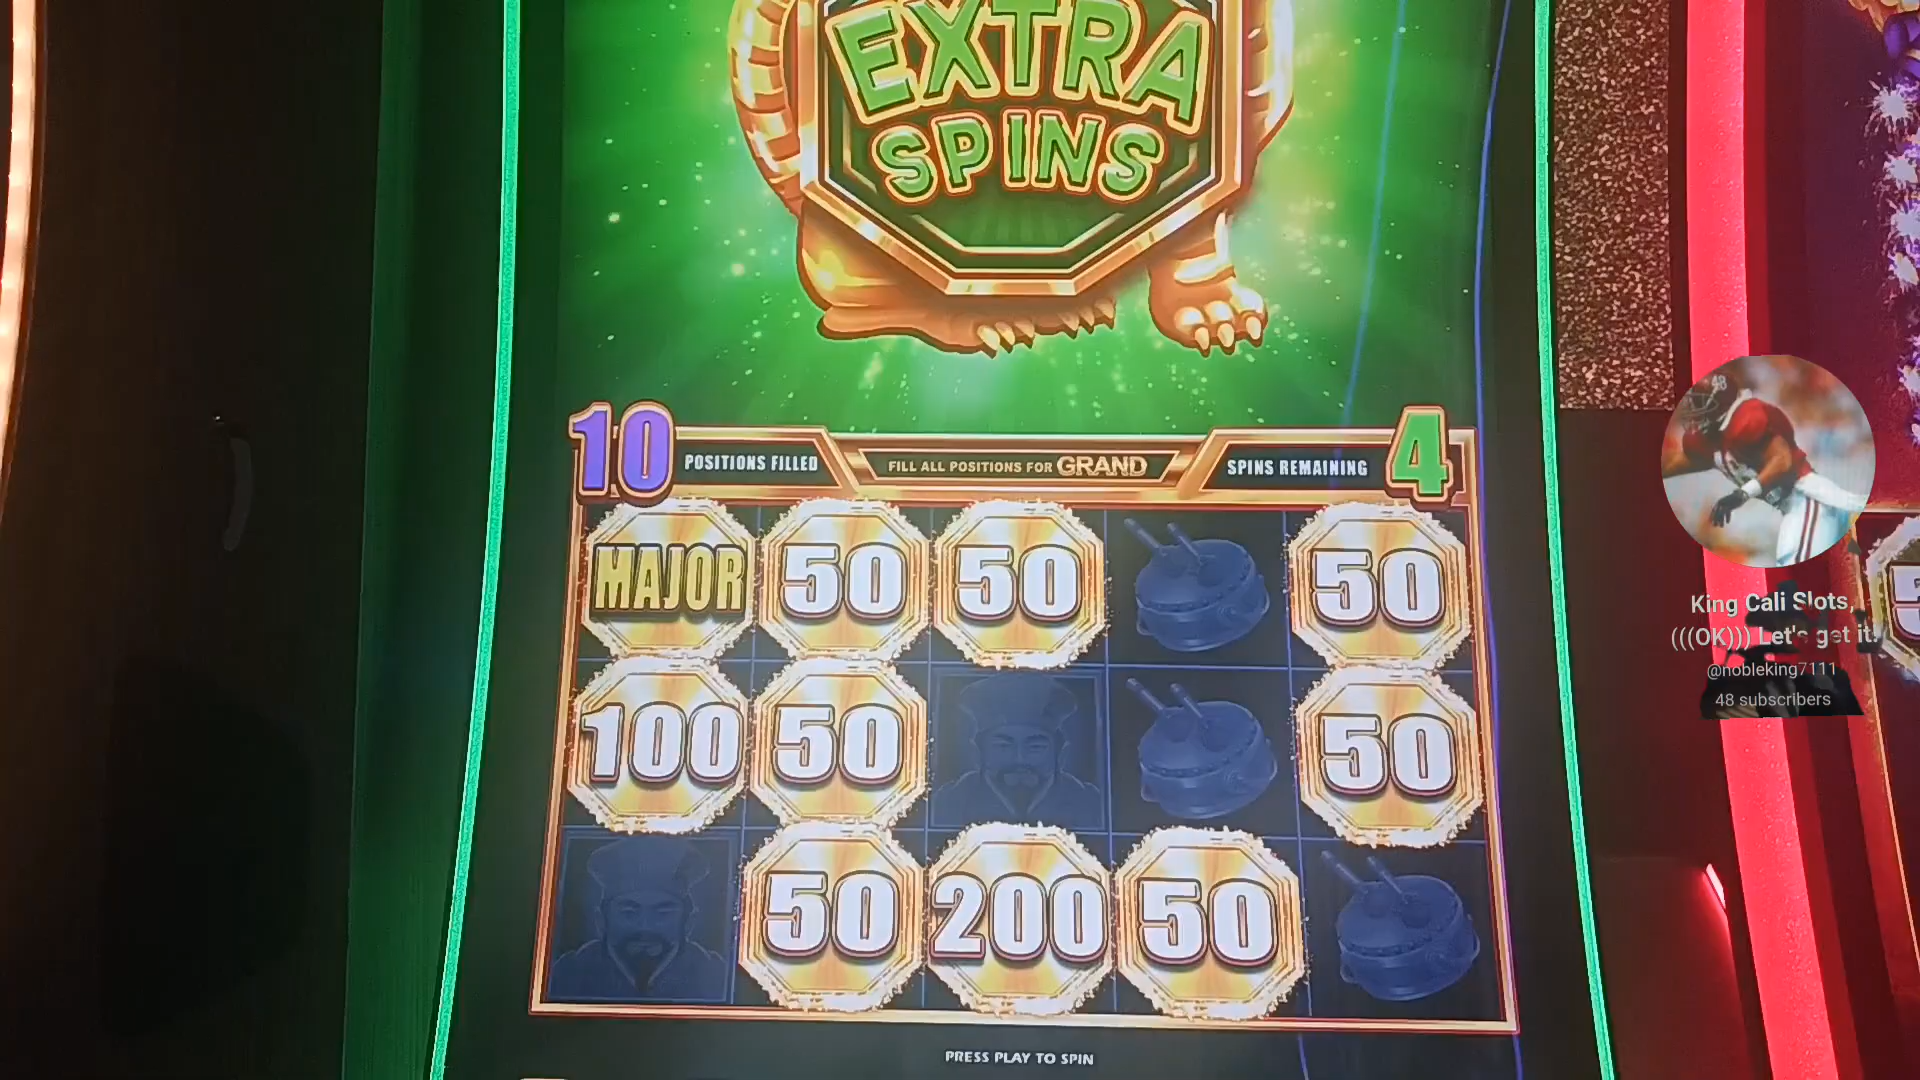 EXTRA
SPINS
10 POSITIONS FILLED
FILL ALL POSITIONS FOR GRAND
SPINS REMAINING 4
MAJOR 50 50 50
100 50 50
50 200 50
PRESS PLAY TO SPIN
48
King Cali Slots,
(((OK))) Let's get it!
@nobleking7111
48 subscribers